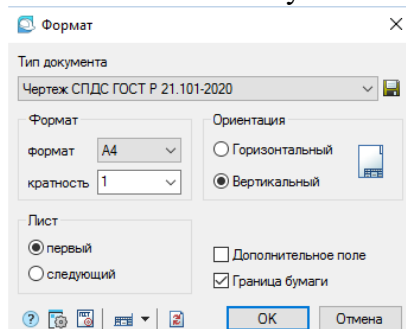 Формат
Тип документа
Чертеж СПДС ГОСТ Р 21.101-2020
Формат
Ориентация
формат A4
Горизонтальный
кратность 1
Вертикальный
Лист
первый
Дополнительное поле
следующий
Граница бумаги
OK Отмена